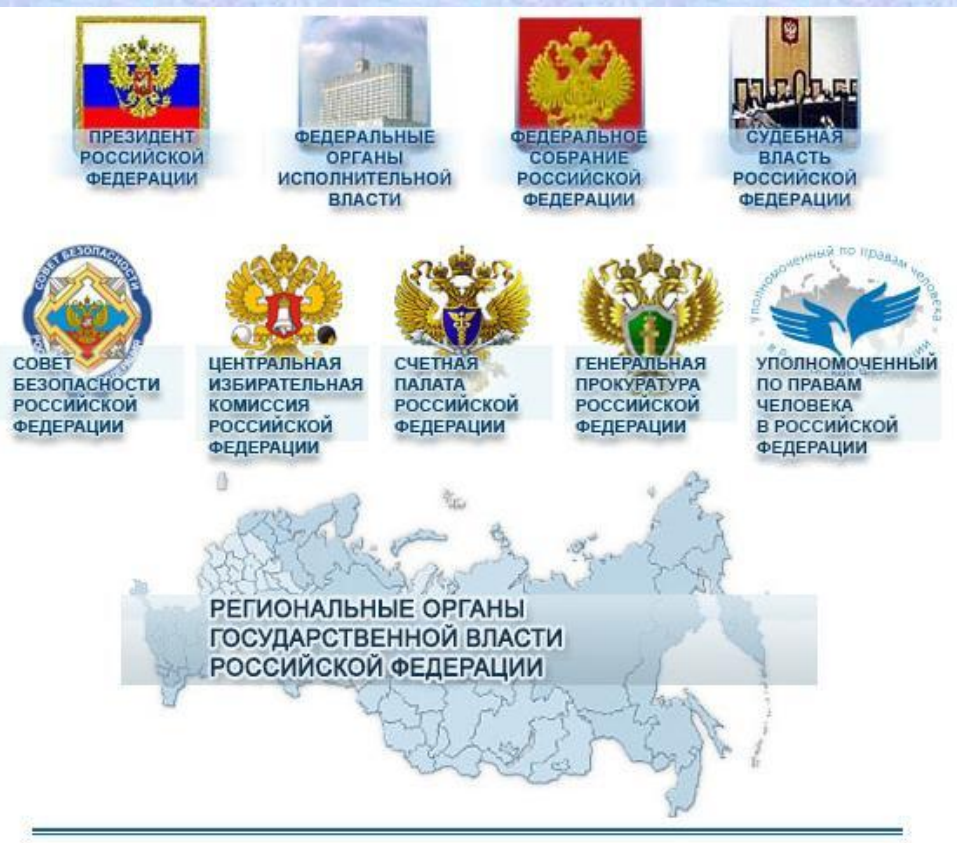 ПРЕЗИДЕНТ
РОССИЙСКОЙ
ФЕДЕРАЦИИ
ФЕДЕРАЛЬНЫЕ
ОРГАНЫ
ИСПОЛНИТЕЛЬНОЙ
ВЛАСТИ
ФЕДЕРАЛЬНОЕ
СОБРАНИЕ
РОССИЙСКОЙ
ФЕДЕРАЦИИ
СУДЕБНАЯ
ВЛАСТЬ
РОССИЙСКОЙ
ФЕДЕРАЦИИ
СОВЕТ БЕЗОПАСНОСТИ
СОВЕТ
БЕЗОПАСНОСТИ
РОССИЙСКОЙ
ФЕДЕРАЦИИ
ЦЕНТРАЛЬНАЯ
ИЗБИРАТЕЛЬНАЯ
КОМИССИЯ
РОССИЙСКОЙ
ФЕДЕРАЦИИ
СЧЕТНАЯ
ПАЛАТА
РОССИЙСКОЙ
ФЕДЕРАЦИИ
ГЕНЕРАЛЬНАЯ
ПРОКУРАТУРА
РОССИЙСКОЙ
ФЕДЕРАЦИИ
Уполномоченный по правам человека
УПОЛНОМОЧЕННЫЙ
ПО ПРАВАМ
ЧЕЛОВЕКА
В РОССИЙСКОЙ
ФЕДЕРАЦИИ
РЕГИОНАЛЬНЫЕ ОРГАНЫ
ГОСУДАРСТВЕННОЙ ВЛАСТИ
РОССИЙСКОЙ ФЕДЕРАЦИИ